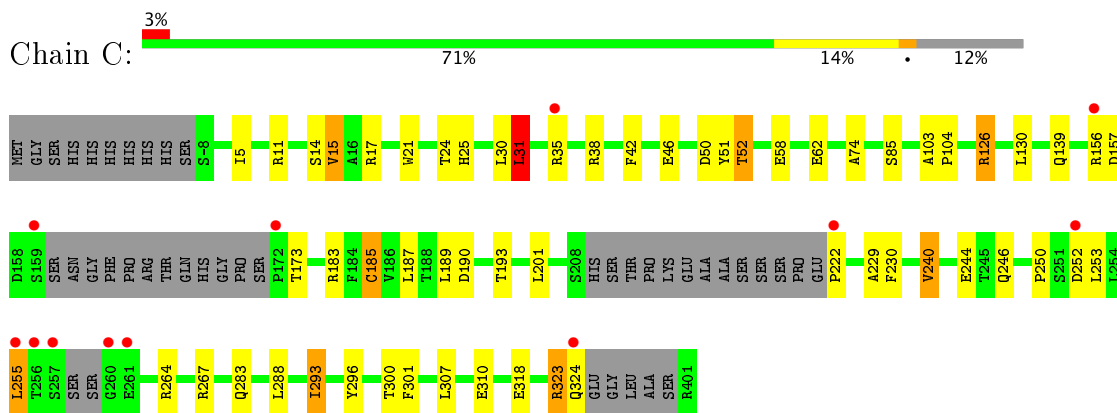 3%
Chain C:
71% 14% • 12%
MET GLY SER HIS HIS HIS PRO HIS HIS HIS SER S-8 I5 R11 S14 V15 A16 R17 W21 T24 H25 L30 L31 R35 R38 F42 E46 D50 Y51 T52 E58 E62 A74 S85 A103 P104 R126 L130 Q139 R156 D157
D158 S159 SER ASN GLY PHE PRO ARG THR GLN HIS GLY PRO SER P172 T173 R183 F184 C185 V186 L187 T188 L189 D190 T193 L201 S208 HIS SER THR PRO LYS GLU ALA ALA SER SER SER PRO GLU P222 A229 F230 V240 E244 T245 Q246 P250 S251 D252 L253 L254
L255 T256 S257 SER SER G260 E261 R264 R267 Q283 L288 I293 Y296 T300 F301 L307 E310 E318 R323 Q324 GLU GLY LEU ALA SER R401